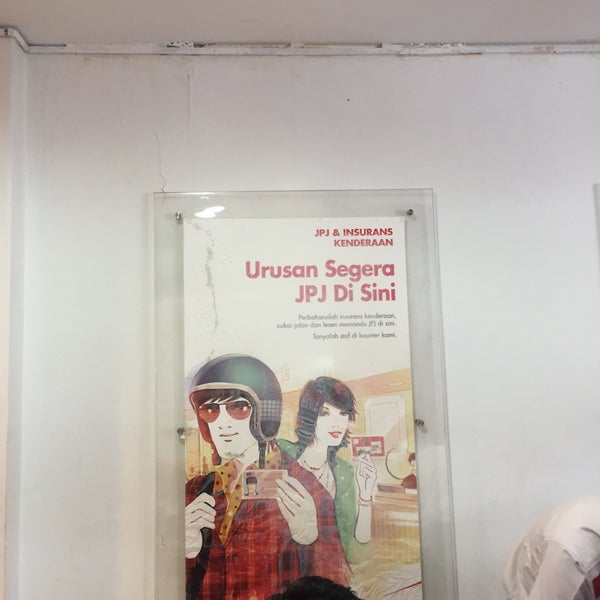 JPJ & INSURANS
KENDERAAN
Urusan Segera
JPJ Di Sini
Perbaharuilah insurans kenderaan,
cukai jalan dan lesen memandu JPJ di sini.
Tanyalah staf di kaunter kami.